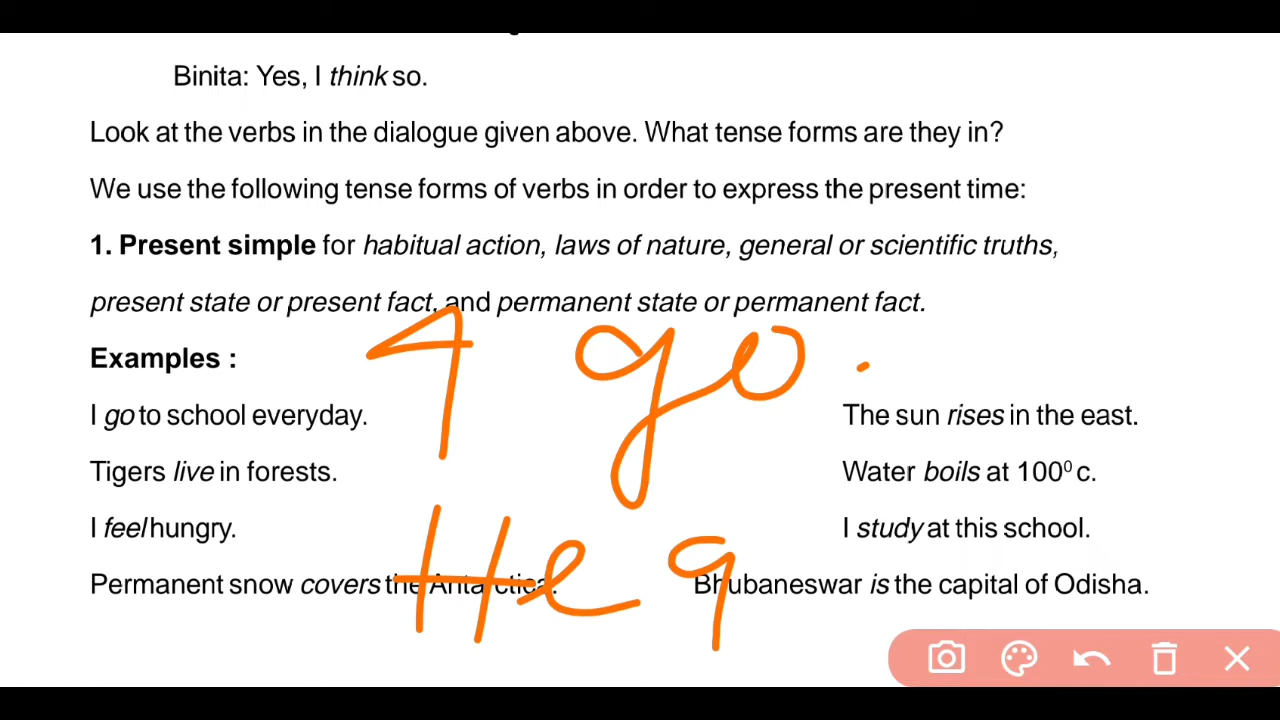 Binita: Yes, I think so.
Look at the verbs in the dialogue given above. What tense forms are they in?
We use the following tense forms of verbs in order to express the present time:
1. Present simple for habitual action, laws of nature, general or scientific truths,
present state or present fact, and permanent state or permanent fact.
I go.
Examples :
I go to school everyday. The sun rises in the east.
Tigers live in forests. Water boils at 100⁰ c.
I feel hungry. I study at this school.
He g
Permanent snow covers the Antarctica. Bhubaneswar is the capital of Odisha.